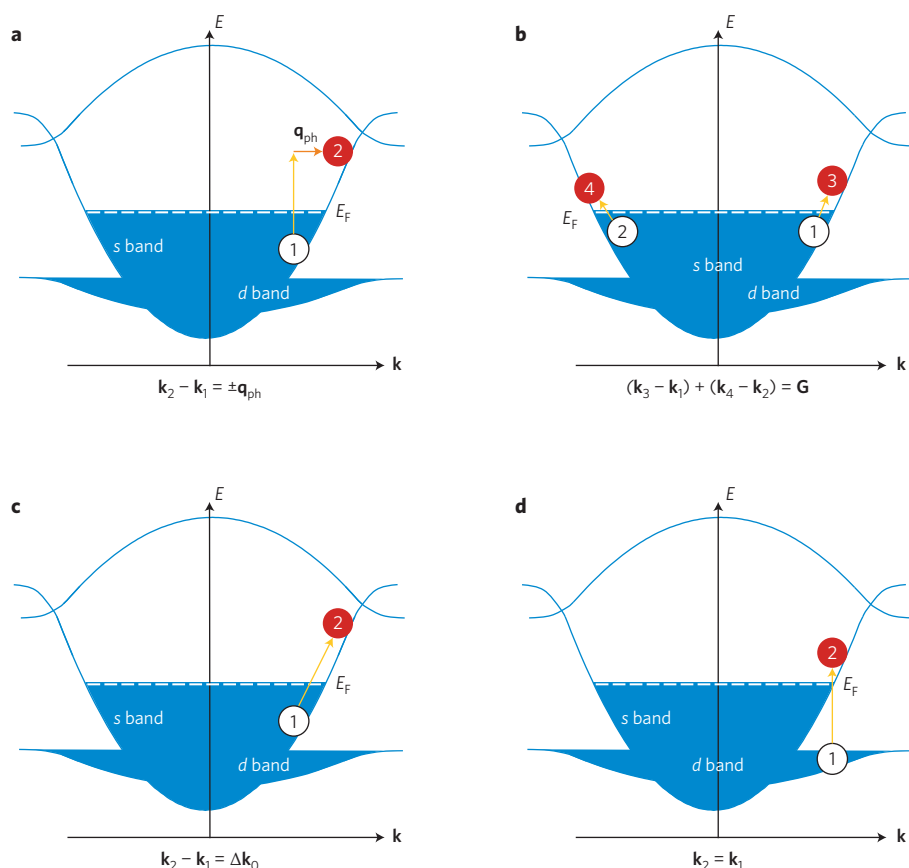 a
E
q_ph
2
E_F
1
s band
d band
k
k₂ − k₁ = ±q_ph
b
E
4
3
E_F
2
1
s band
d band
k
(k₃ − k₁) + (k₄ − k₂) = G
c
E
2
E_F
1
s band
d band
k
k₂ − k₁ = Δk₀
d
E
2
E_F
s band
1
d band
k
k₂ = k₁